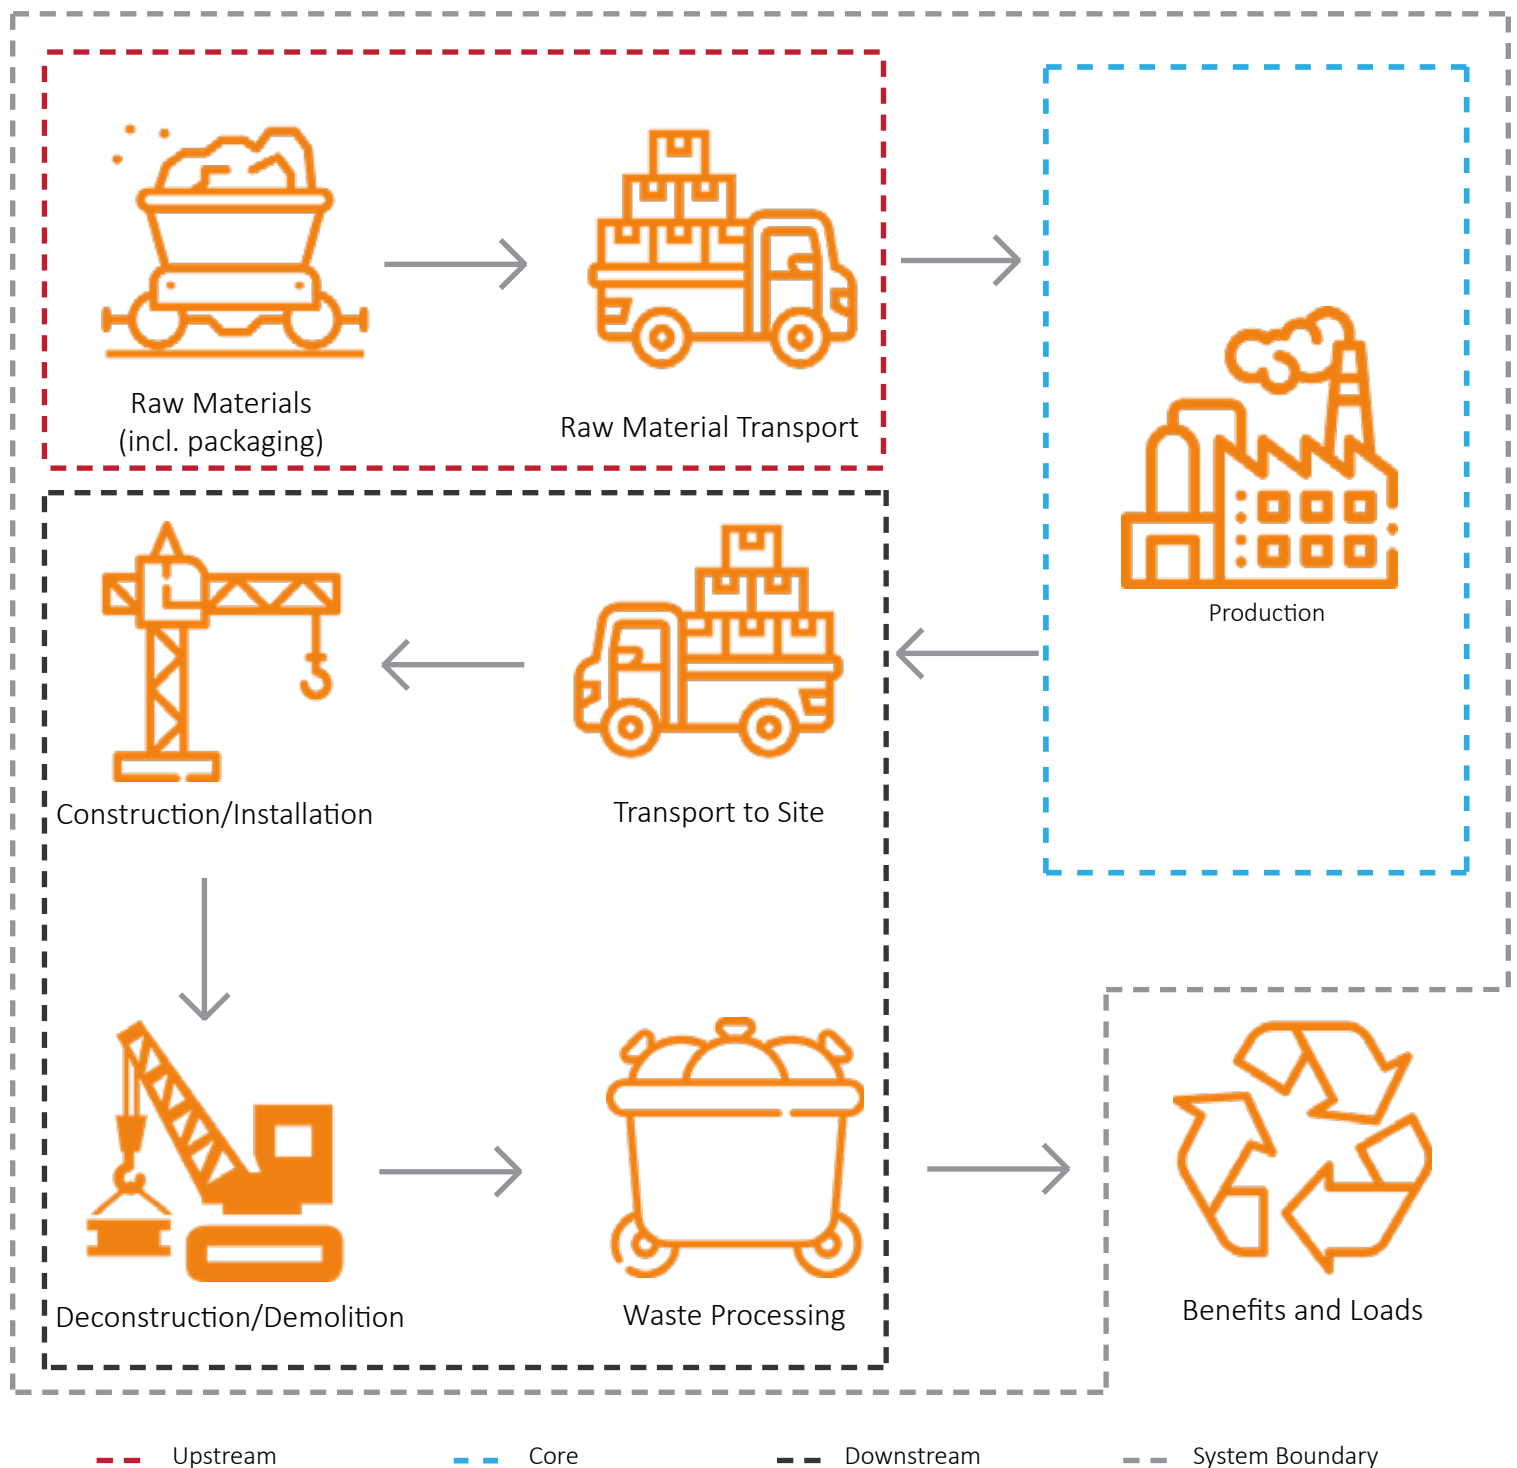 Raw Materials
(incl. packaging)
Raw Material Transport
Production
Construction/Installation
Transport to Site
Deconstruction/Demolition
Waste Processing
Benefits and Loads
Upstream
Core
Downstream
System Boundary